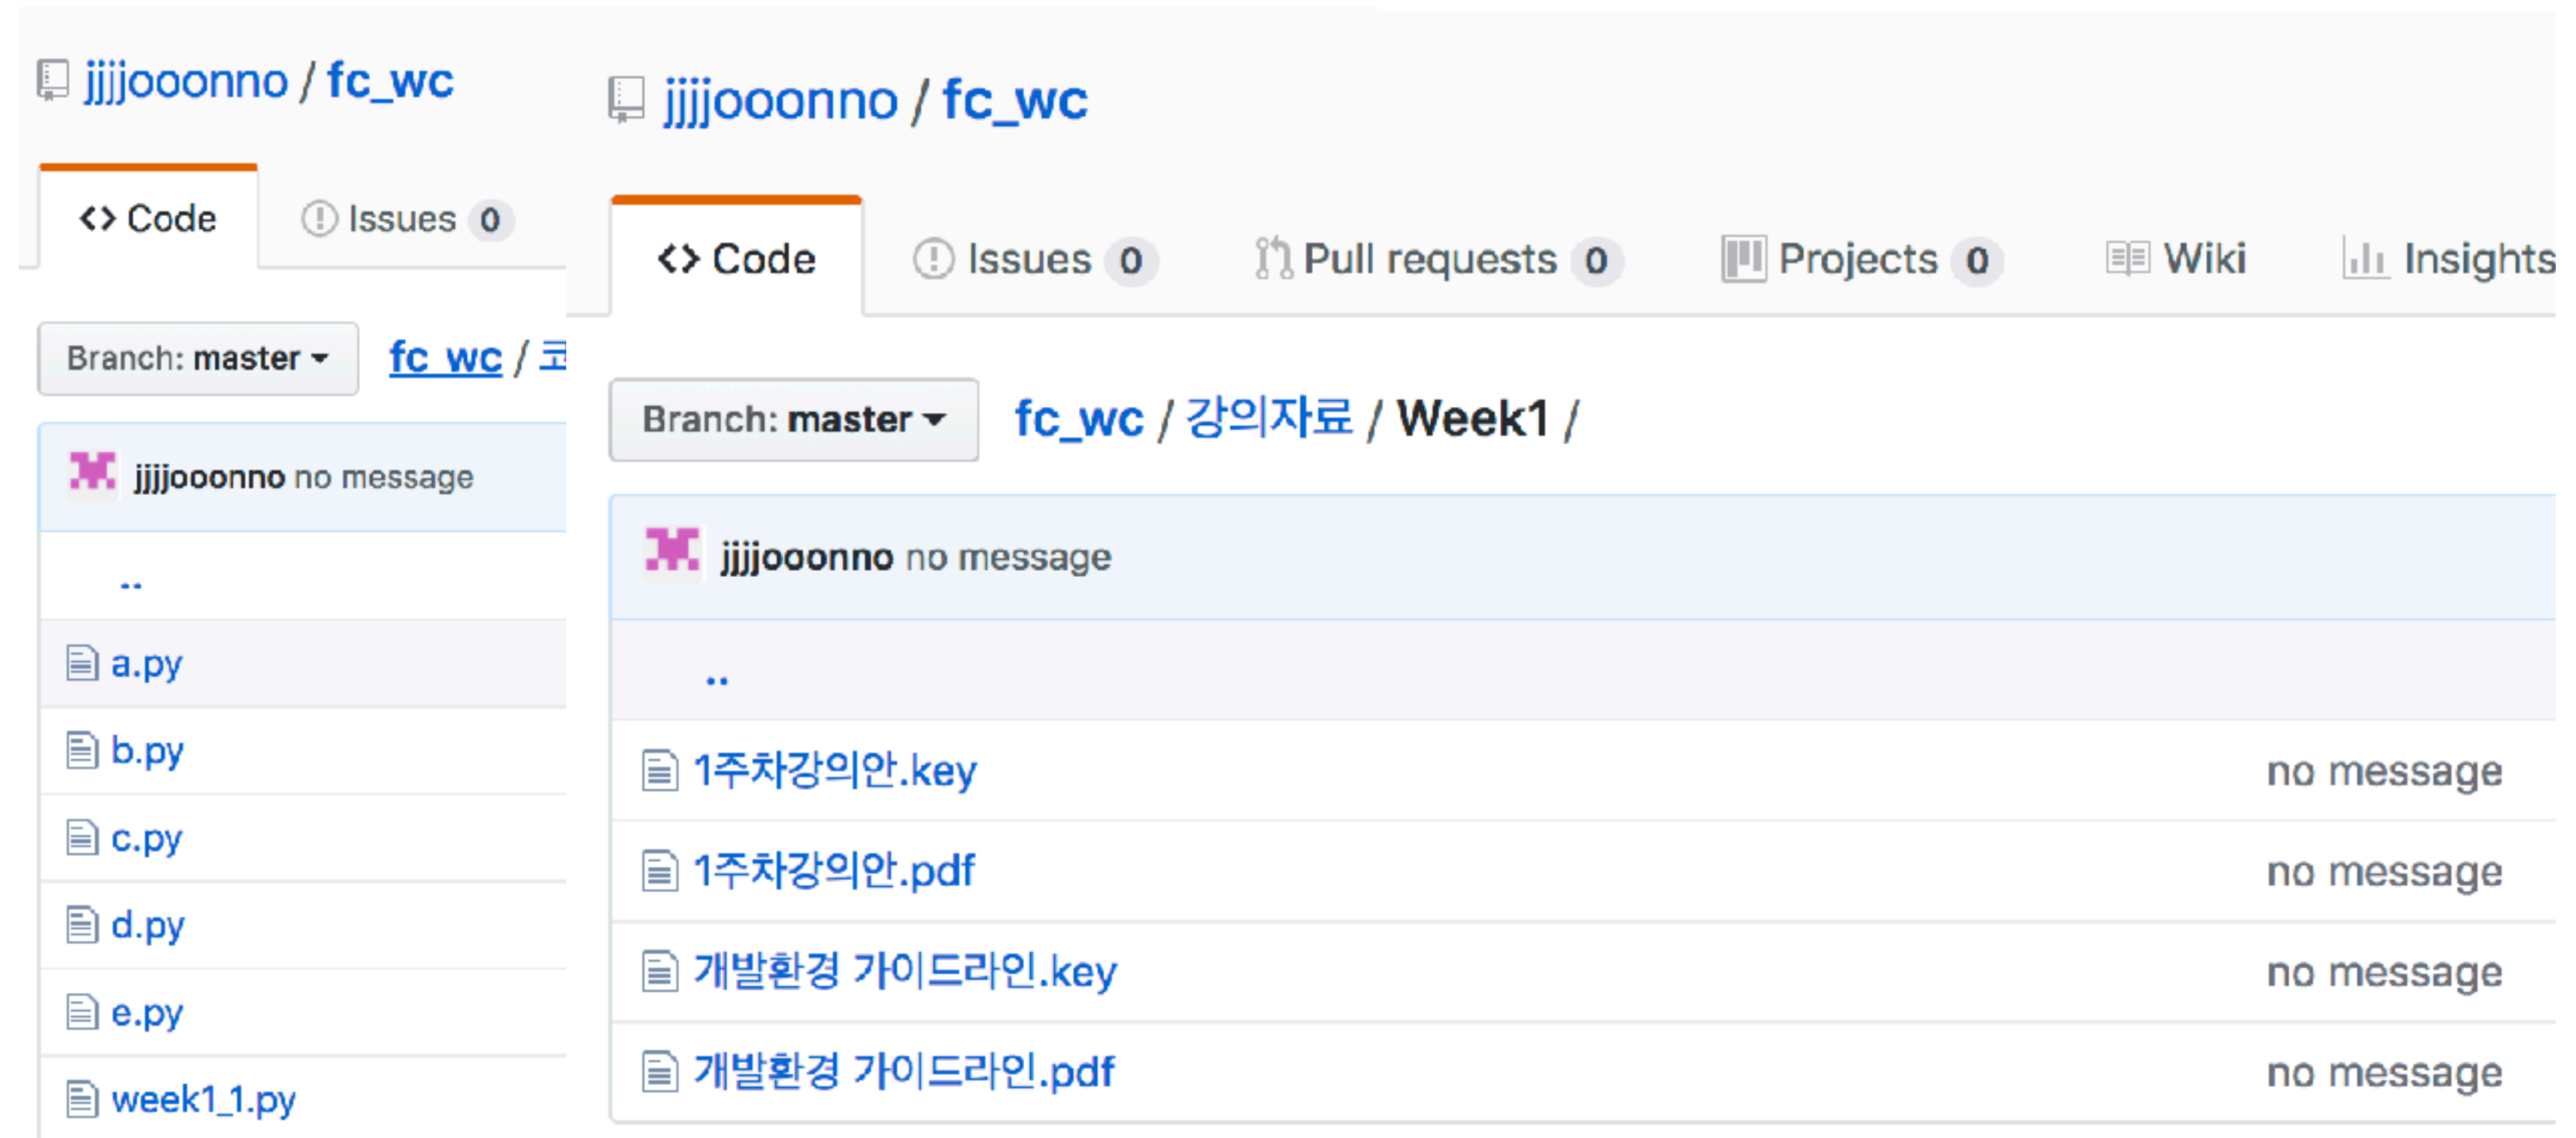 jjjjooonno / fc_wc
<> Code Issues 0
Branch: master fc_wc /
jjjjooonno no message
..
a.py
b.py
c.py
d.py
e.py
week1_1.py
jjjjooonno / fc_wc
<> Code Issues 0 Pull requests 0 Projects 0 Wiki Insights
Branch: master fc_wc / 강의자료 / Week1 /
jjjjooonno no message
..
1주차강의안.key no message
1주차강의안.pdf no message
개발환경 가이드라인.key no message
개발환경 가이드라인.pdf no message